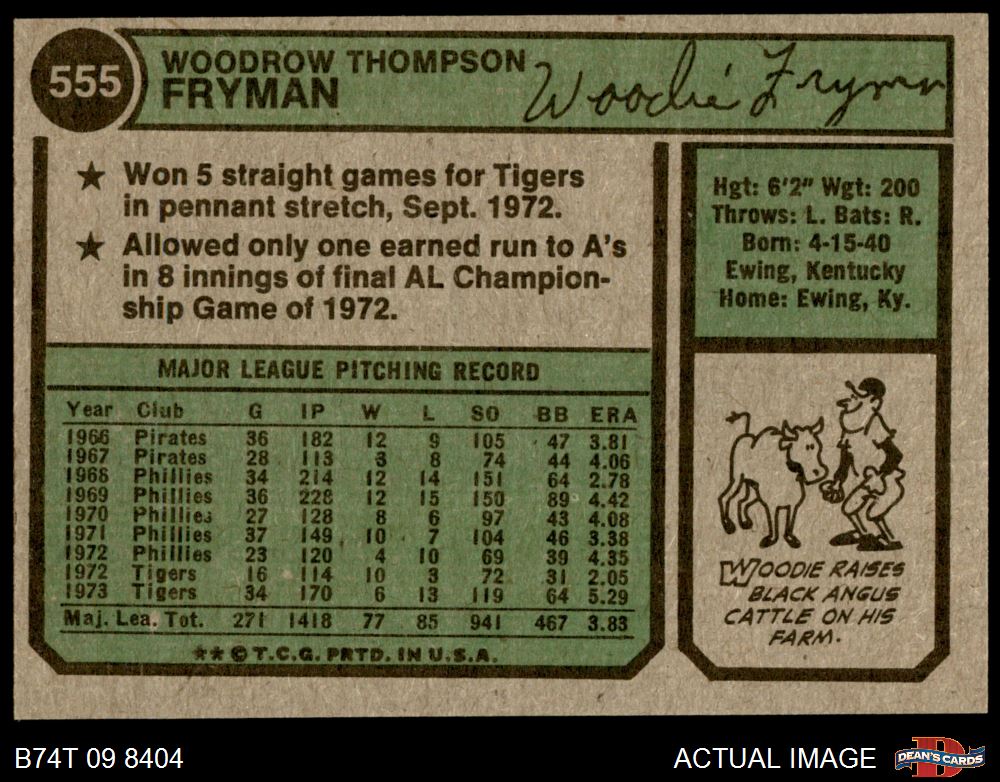 555
WOODROW THOMPSON
FRYMAN
Woodie Fryman
★ Won 5 straight games for Tigers
in pennant stretch, Sept. 1972.
★ Allowed only one earned run to A's
in 8 innings of final AL Champion-
ship Game of 1972.
Hgt: 6'2" Wgt: 200
Throws: L. Bats: R.
Born: 4-15-40
Ewing, Kentucky
Home: Ewing, Ky.
MAJOR LEAGUE PITCHING RECORD
Year Club G IP W L SO BB ERA
1966 Pirates 36 182 12 9 105 47 3.81
1967 Pirates 28 113 3 8 74 44 4.06
1968 Phillies 34 214 12 14 151 64 2.78
1969 Phillies 36 228 12 15 150 89 4.42
1970 Phillies 27 128 8 6 97 43 4.08
1971 Phillies 37 149 10 7 104 46 3.38
1972 Phillies 23 120 4 10 69 39 4.35
1972 Tigers 16 114 10 3 72 31 2.05
1973 Tigers 34 170 6 13 119 64 5.29
Maj. Lea. Tot. 271 1418 77 85 941 467 3.83
★★ © T.C.G. PRTD. IN U.S.A.
WOODIE RAISES
BLACK ANGUS
CATTLE ON HIS
FARM.
B74T 09 8404
ACTUAL IMAGE
D
DEAN'S CARDS